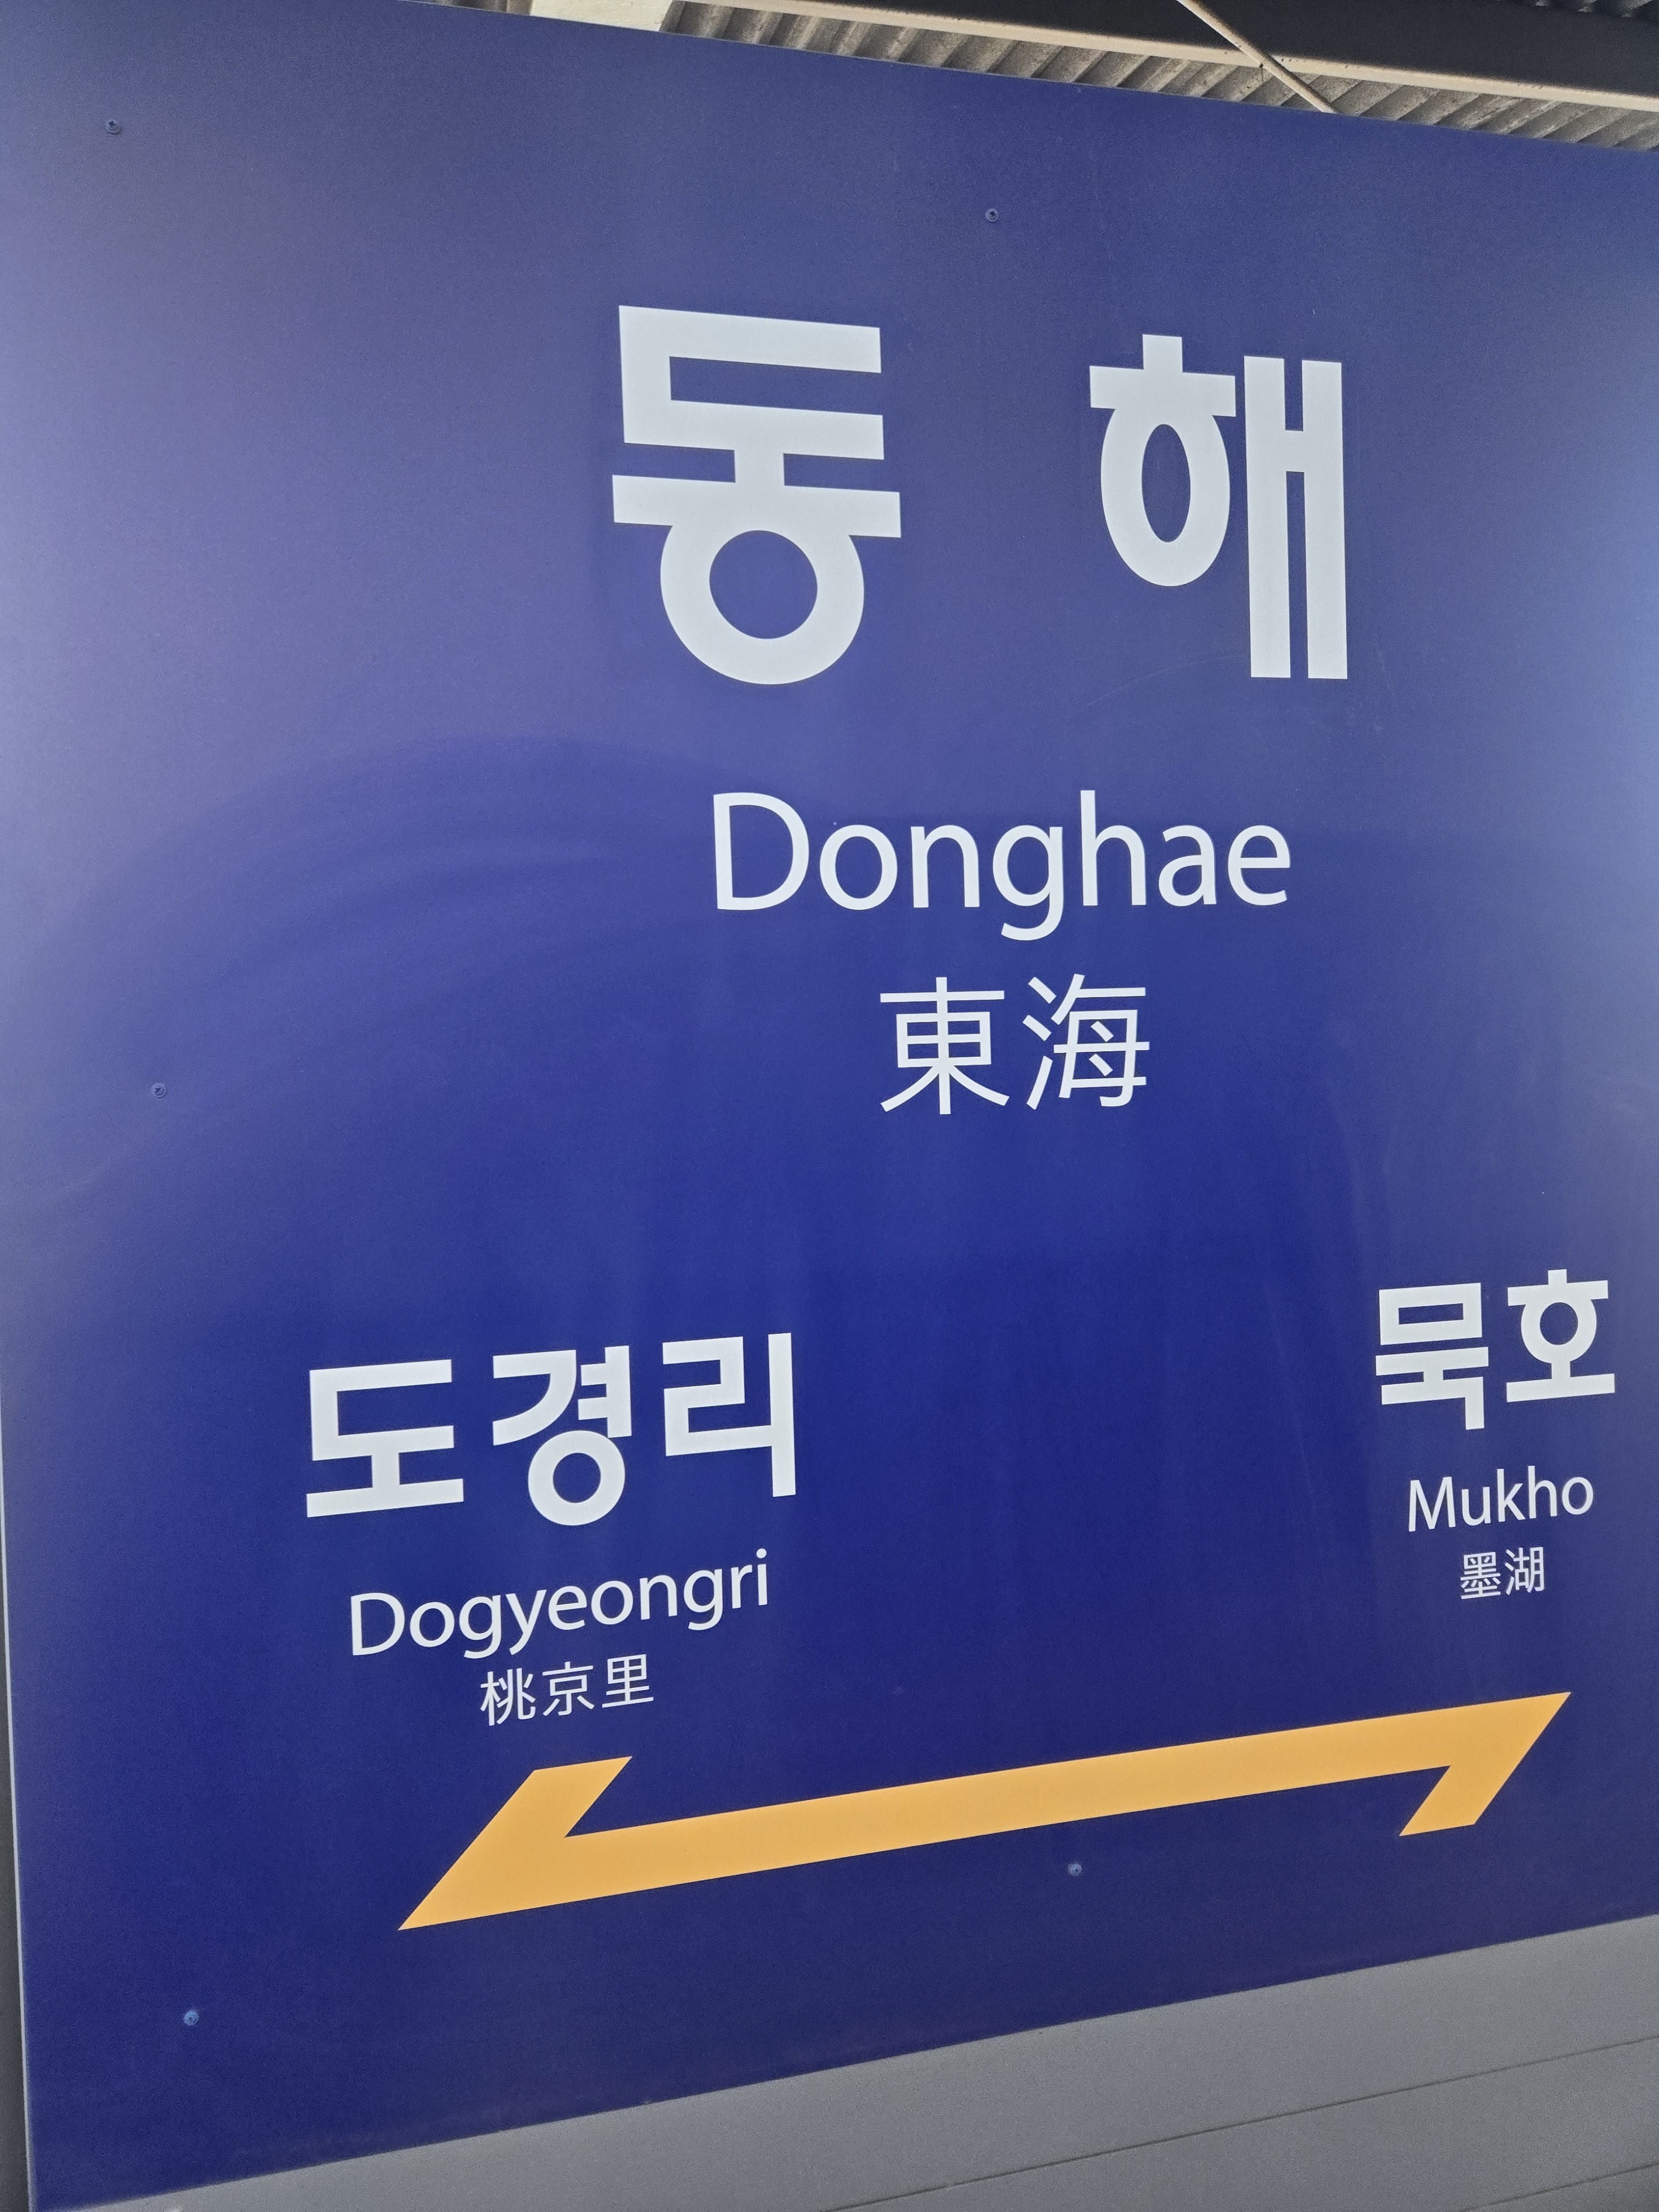 동해
Donghae
東海
도경리
Dogyeongri
桃京里
묵호
Mukho
墨湖